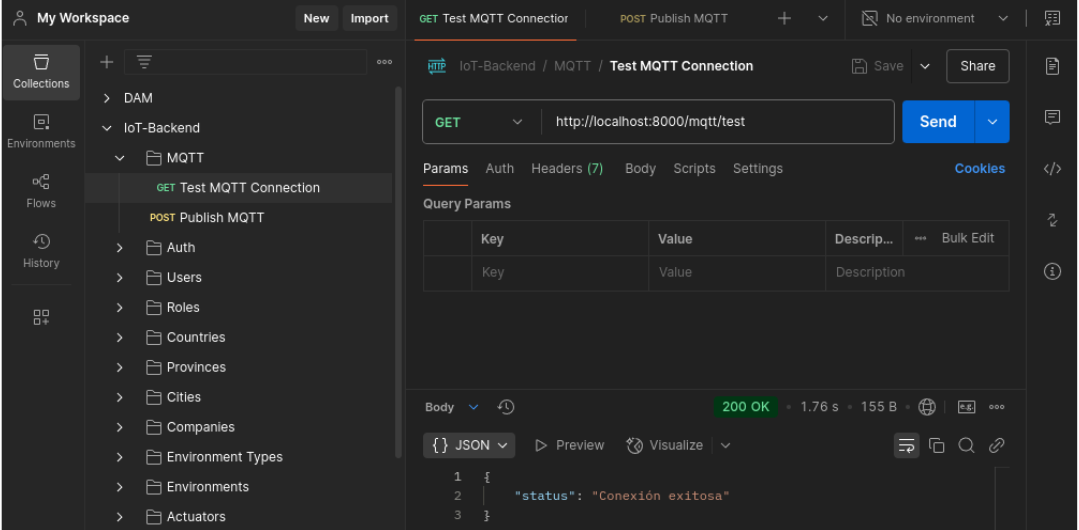 My Workspace
New
Import
GET Test MQTT Connection
POST Publish MQTT
No environment
Collections
Environments
Flows
History
DAM
IoT-Backend
MQTT
GET Test MQTT Connection
POST Publish MQTT
Auth
Users
Roles
Countries
Provinces
Cities
Companies
Environment Types
Environments
Actuators
HTTP
IoT-Backend / MQTT / Test MQTT Connection
Save
Share
GET
http://localhost:8000/mqtt/test
Send
Params Auth Headers (7) Body Scripts Settings
Cookies
Query Params
Key Value Descrip... Bulk Edit
Key Value Description
Body
200 OK • 1.76 s • 155 B
e.g.
{} JSON
Preview
Visualize
1 {
2 "status": "Conexión exitosa"
3 }